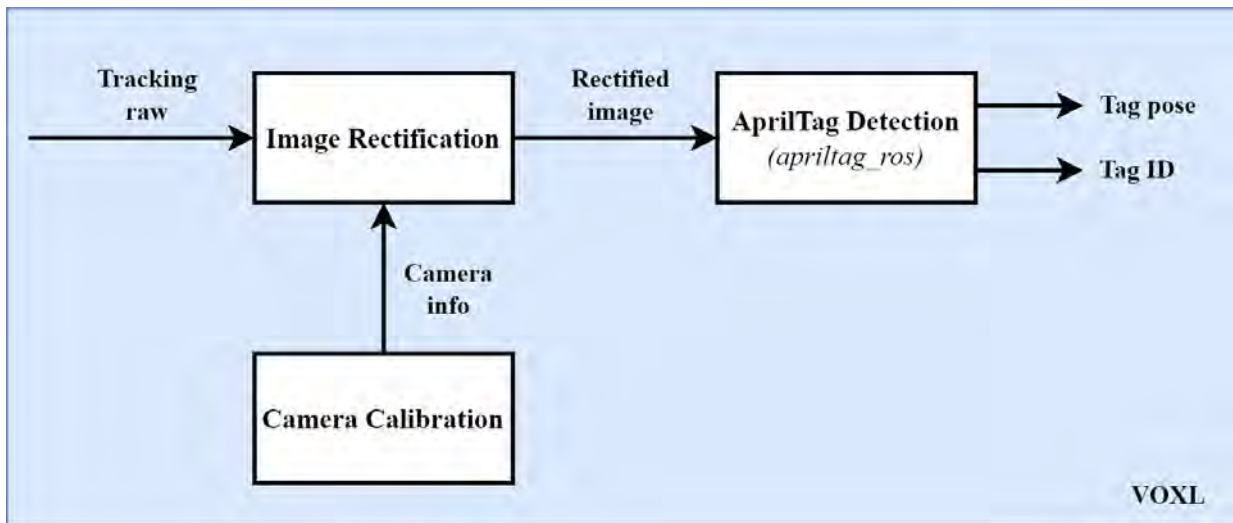 Tracking
raw
Image Rectification
Rectified
image
AprilTag Detection
(apriltag_ros)
Tag pose
Tag ID
Camera
info
Camera Calibration
VOXL